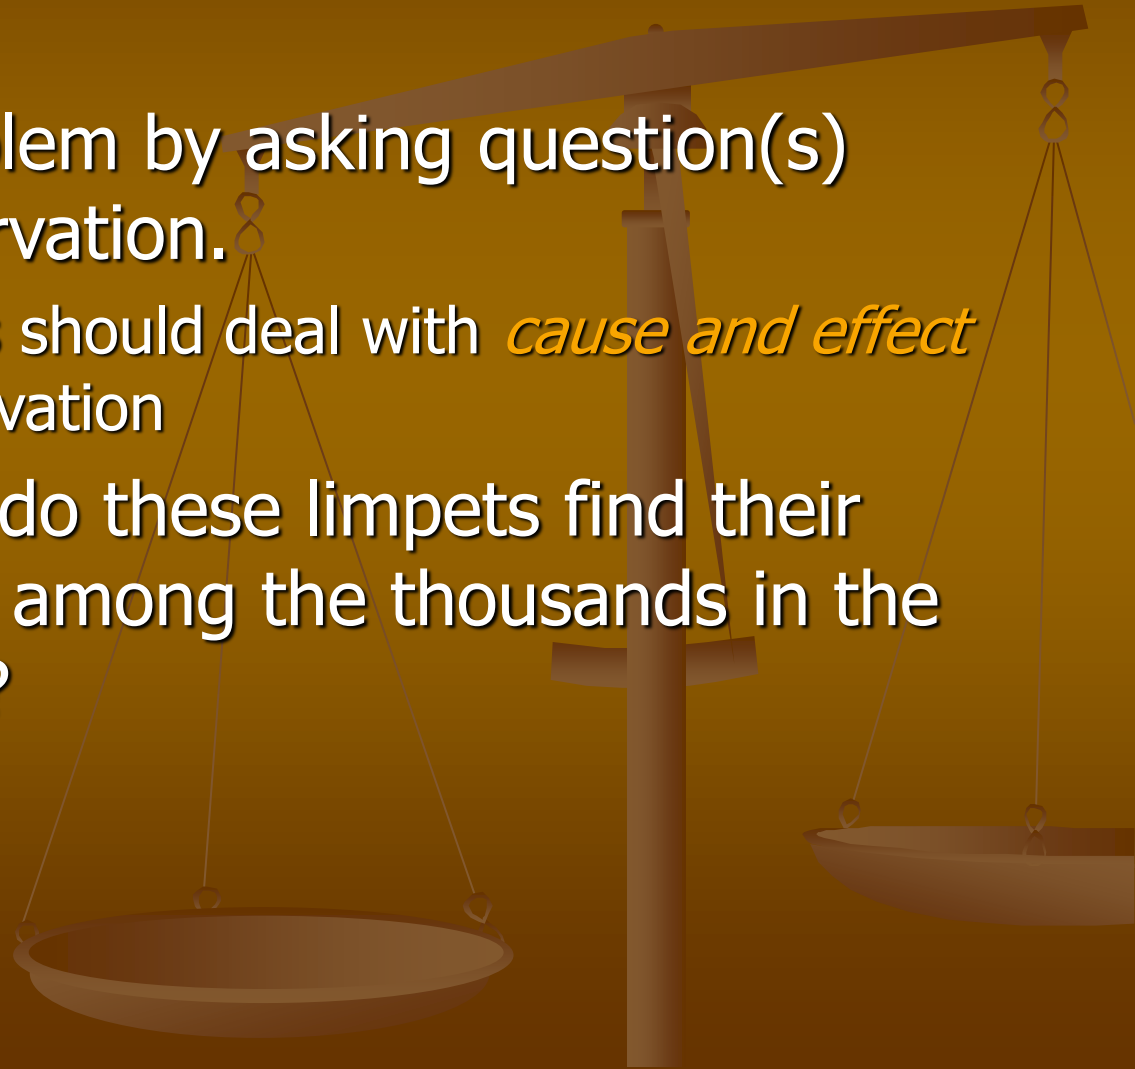 lem by asking question(s)
rvation.
s should deal with cause and effect
vation
do these limpets find their
among the thousands in the
?